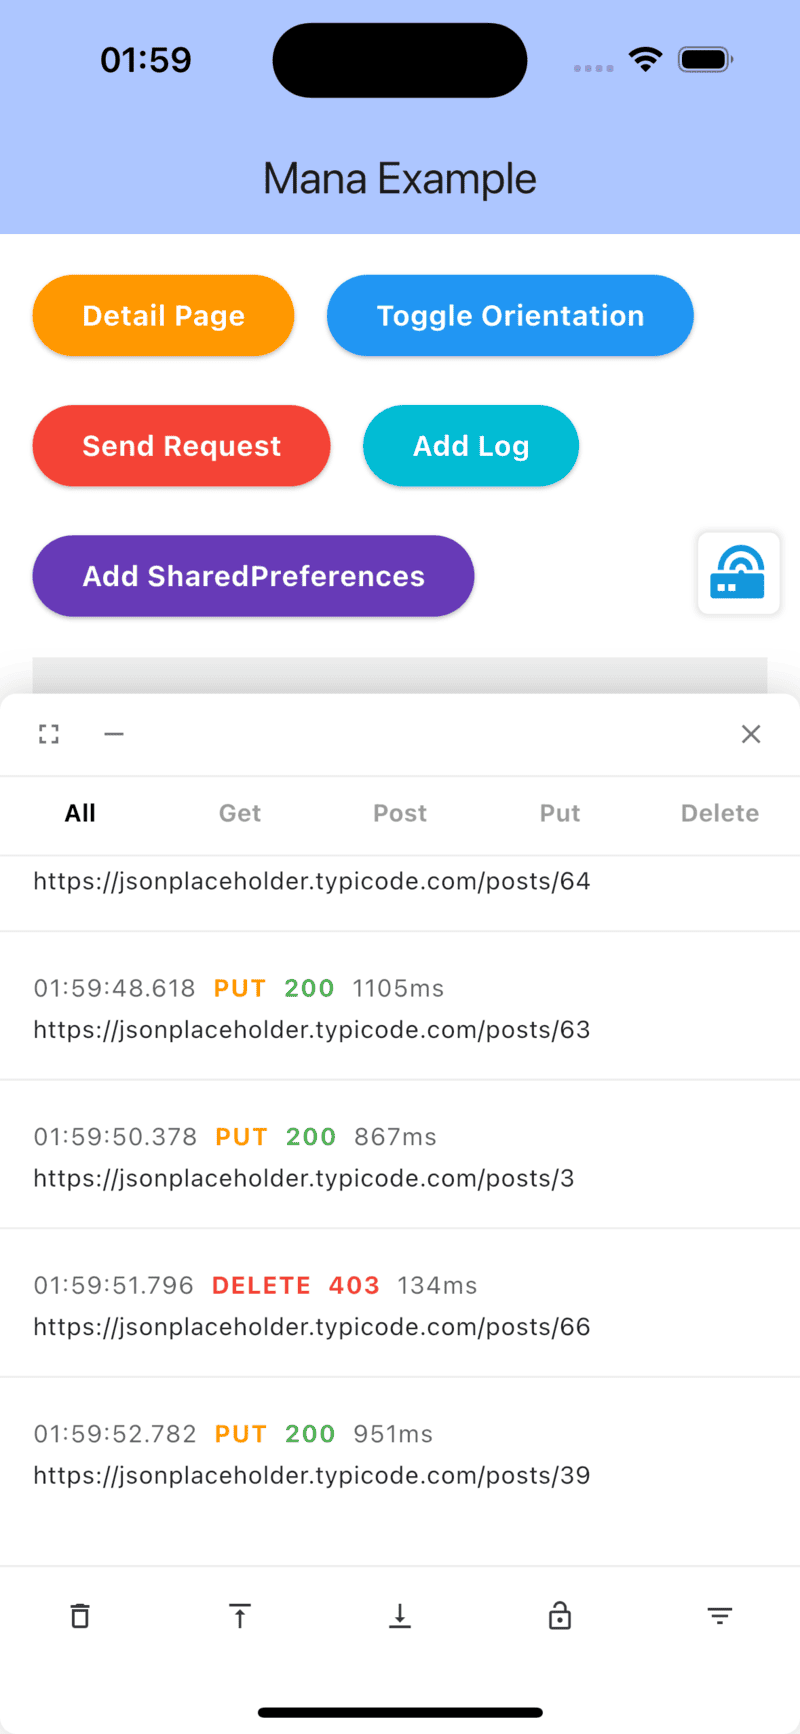 01:59
Mana Example
Detail Page
Toggle Orientation
Send Request
Add Log
Add SharedPreferences
All Get Post Put Delete
https://jsonplaceholder.typicode.com/posts/64
01:59:48.618 PUT 200 1105ms
https://jsonplaceholder.typicode.com/posts/63
01:59:50.378 PUT 200 867ms
https://jsonplaceholder.typicode.com/posts/3
01:59:51.796 DELETE 403 134ms
https://jsonplaceholder.typicode.com/posts/66
01:59:52.782 PUT 200 951ms
https://jsonplaceholder.typicode.com/posts/39